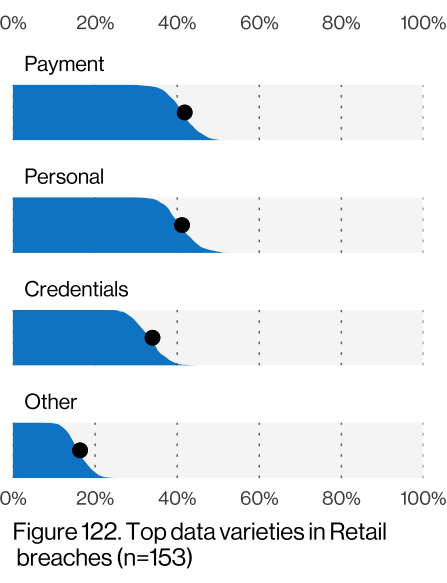 0% 20% 40% 60% 80% 100%
Payment
Personal
Credentials
Other
0% 20% 40% 60% 80% 100%
Figure 122. Top data varieties in Retail
breaches (n=153)